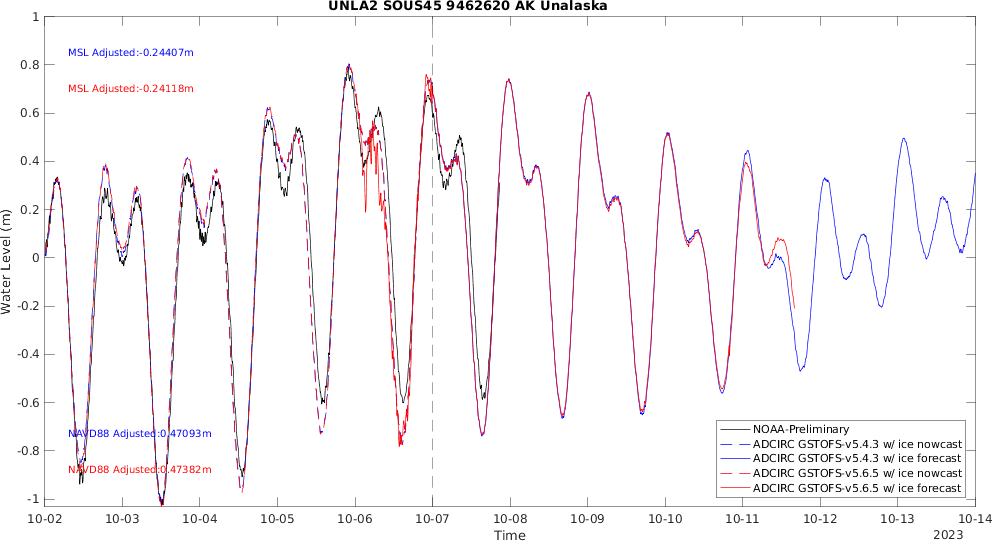 UNLA2 SOUS45 9462620 AK Unalaska
MSL Adjusted:-0.24407m
MSL Adjusted:-0.24118m
NAVD88 Adjusted:0.47093m
NAVD88 Adjusted:0.47382m
Water Level (m)
1
0.8
0.6
0.4
0.2
0
-0.2
-0.4
-0.6
-0.8
-1
NOAA-Preliminary
ADCIRC GSTOFS-v5.4.3 w/ ice nowcast
ADCIRC GSTOFS-v5.4.3 w/ ice forecast
ADCIRC GSTOFS-v5.6.5 w/ ice nowcast
ADCIRC GSTOFS-v5.6.5 w/ ice forecast
10-02 10-03 10-04 10-05 10-06 10-07 10-08 10-09 10-10 10-11 10-12 10-13 10-14
Time
2023